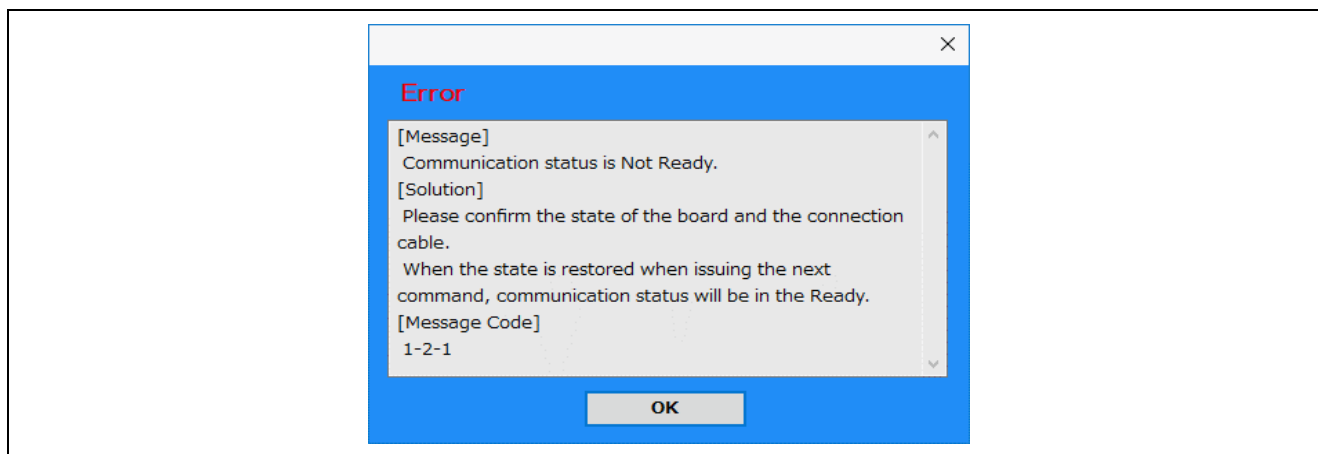 Error
[Message]
Communication status is Not Ready.
[Solution]
Please confirm the state of the board and the connection
cable.
When the state is restored when issuing the next
command, communication status will be in the Ready.
[Message Code]
1-2-1
OK